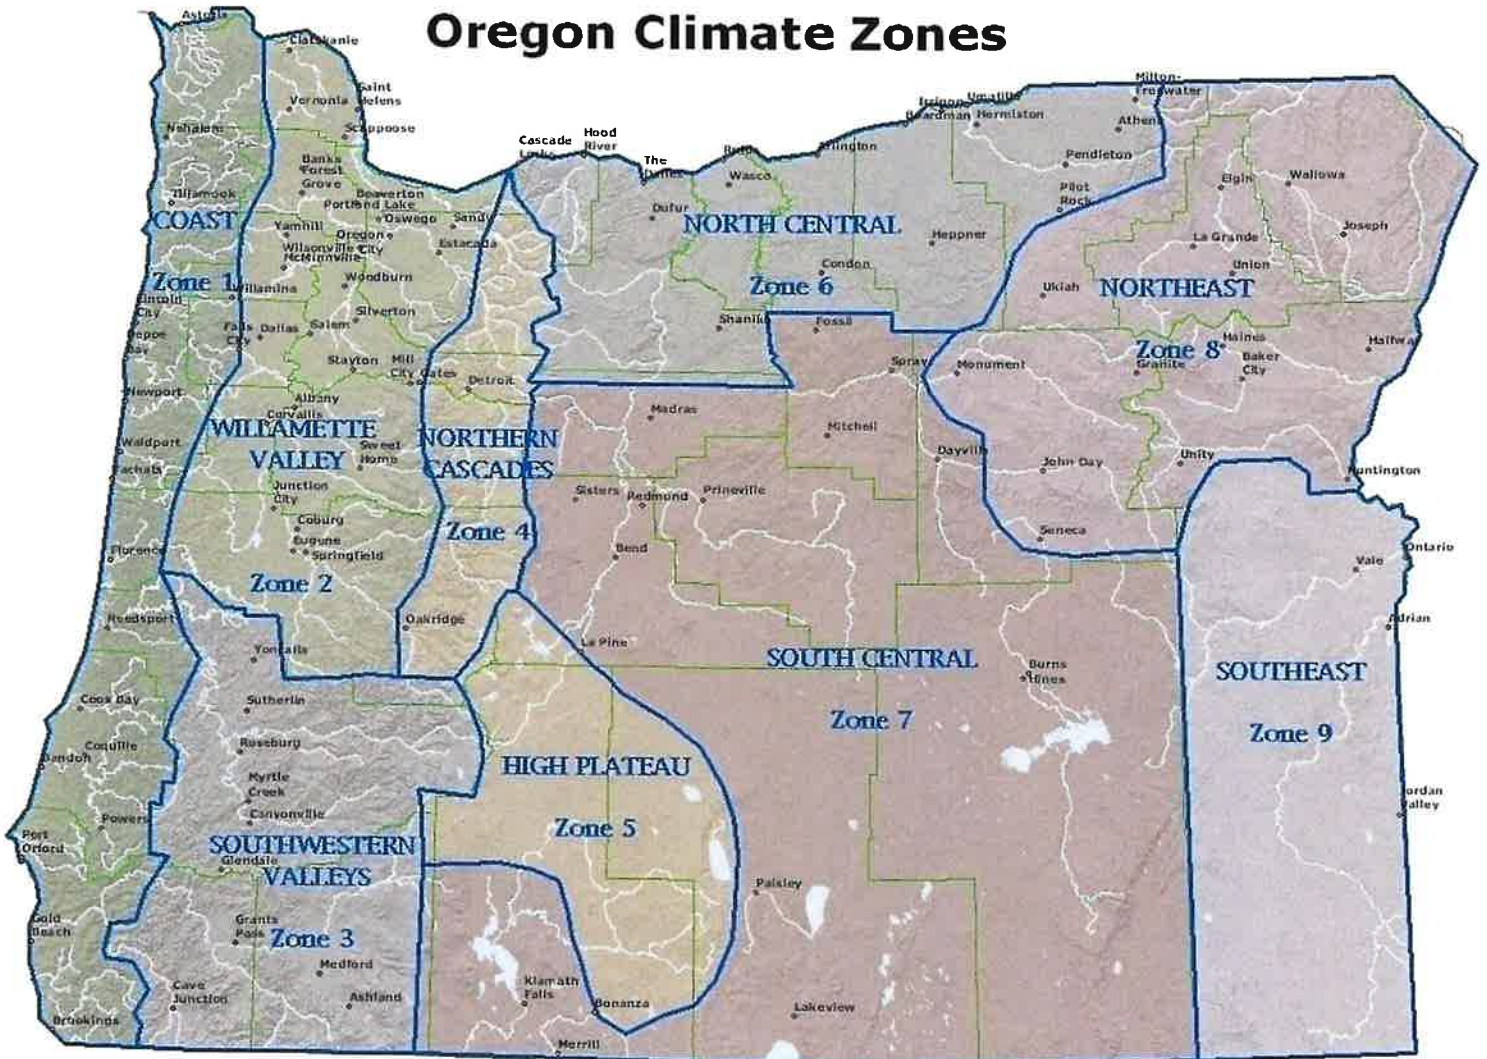 Oregon Climate Zones
Astoria
Clatskanie
Saint
Helens
Vernonia
Scappoose
Nehalem
Banks
Forest
Grove
Tillamook
Beaverton
Portland Lake
Oswego
Sandy
Yamhill
Oregon
City
Wilsonville
McMinnville
Estacada
Woodburn
Willamina
Lincoln
City
Silverton
Depoe
Bay
Falls
City
Dallas
Salem
Stayton
Mill
City
Gates
Detroit
Newport
Albany
Corvallis
Waldport
Sweet
Home
Yachats
Junction
City
Coburg
Eugene
Springfield
Florence
Reedsport
Oakridge
Yoncalla
Sutherlin
Coos Bay
Coquille
Bandon
Roseburg
Myrtle
Creek
Canyonville
Powers
Port
Orford
Glendale
Gold
Beach
Grants
Pass
Medford
Cave
Junction
Ashland
Brookings
COAST
Zone 1
WILLAMETTE
VALLEY
Zone 2
SOUTHWESTERN
VALLEYS
Zone 3
NORTHERN
CASCADES
Zone 4
HIGH PLATEAU
Zone 5
Cascade
Locks
Hood
River
The
Dalles
Rufus
Wasco
Dufur
Arlington
Boardman
Irrigon
Umatilla
Hermiston
Milton-
Freewater
Athena
Pendleton
Pilot
Rock
Heppner
Condon
Shaniko
NORTH CENTRAL
Zone 6
Fossil
Spray
Madras
Mitchell
Dayville
Sisters
Redmond
Prineville
Bend
La Pine
Burns
Hines
SOUTH CENTRAL
Zone 7
Paisley
Lakeview
Klamath
Falls
Bonanza
Merrill
Elgin
Wallowa
La Grande
Joseph
Union
Ukiah
NORTHEAST
Zone 8
Haines
Halfway
Granite
Baker
City
Monument
John Day
Unity
Huntington
Seneca
Ontario
Vale
Adrian
SOUTHEAST
Zone 9
Jordan
Valley